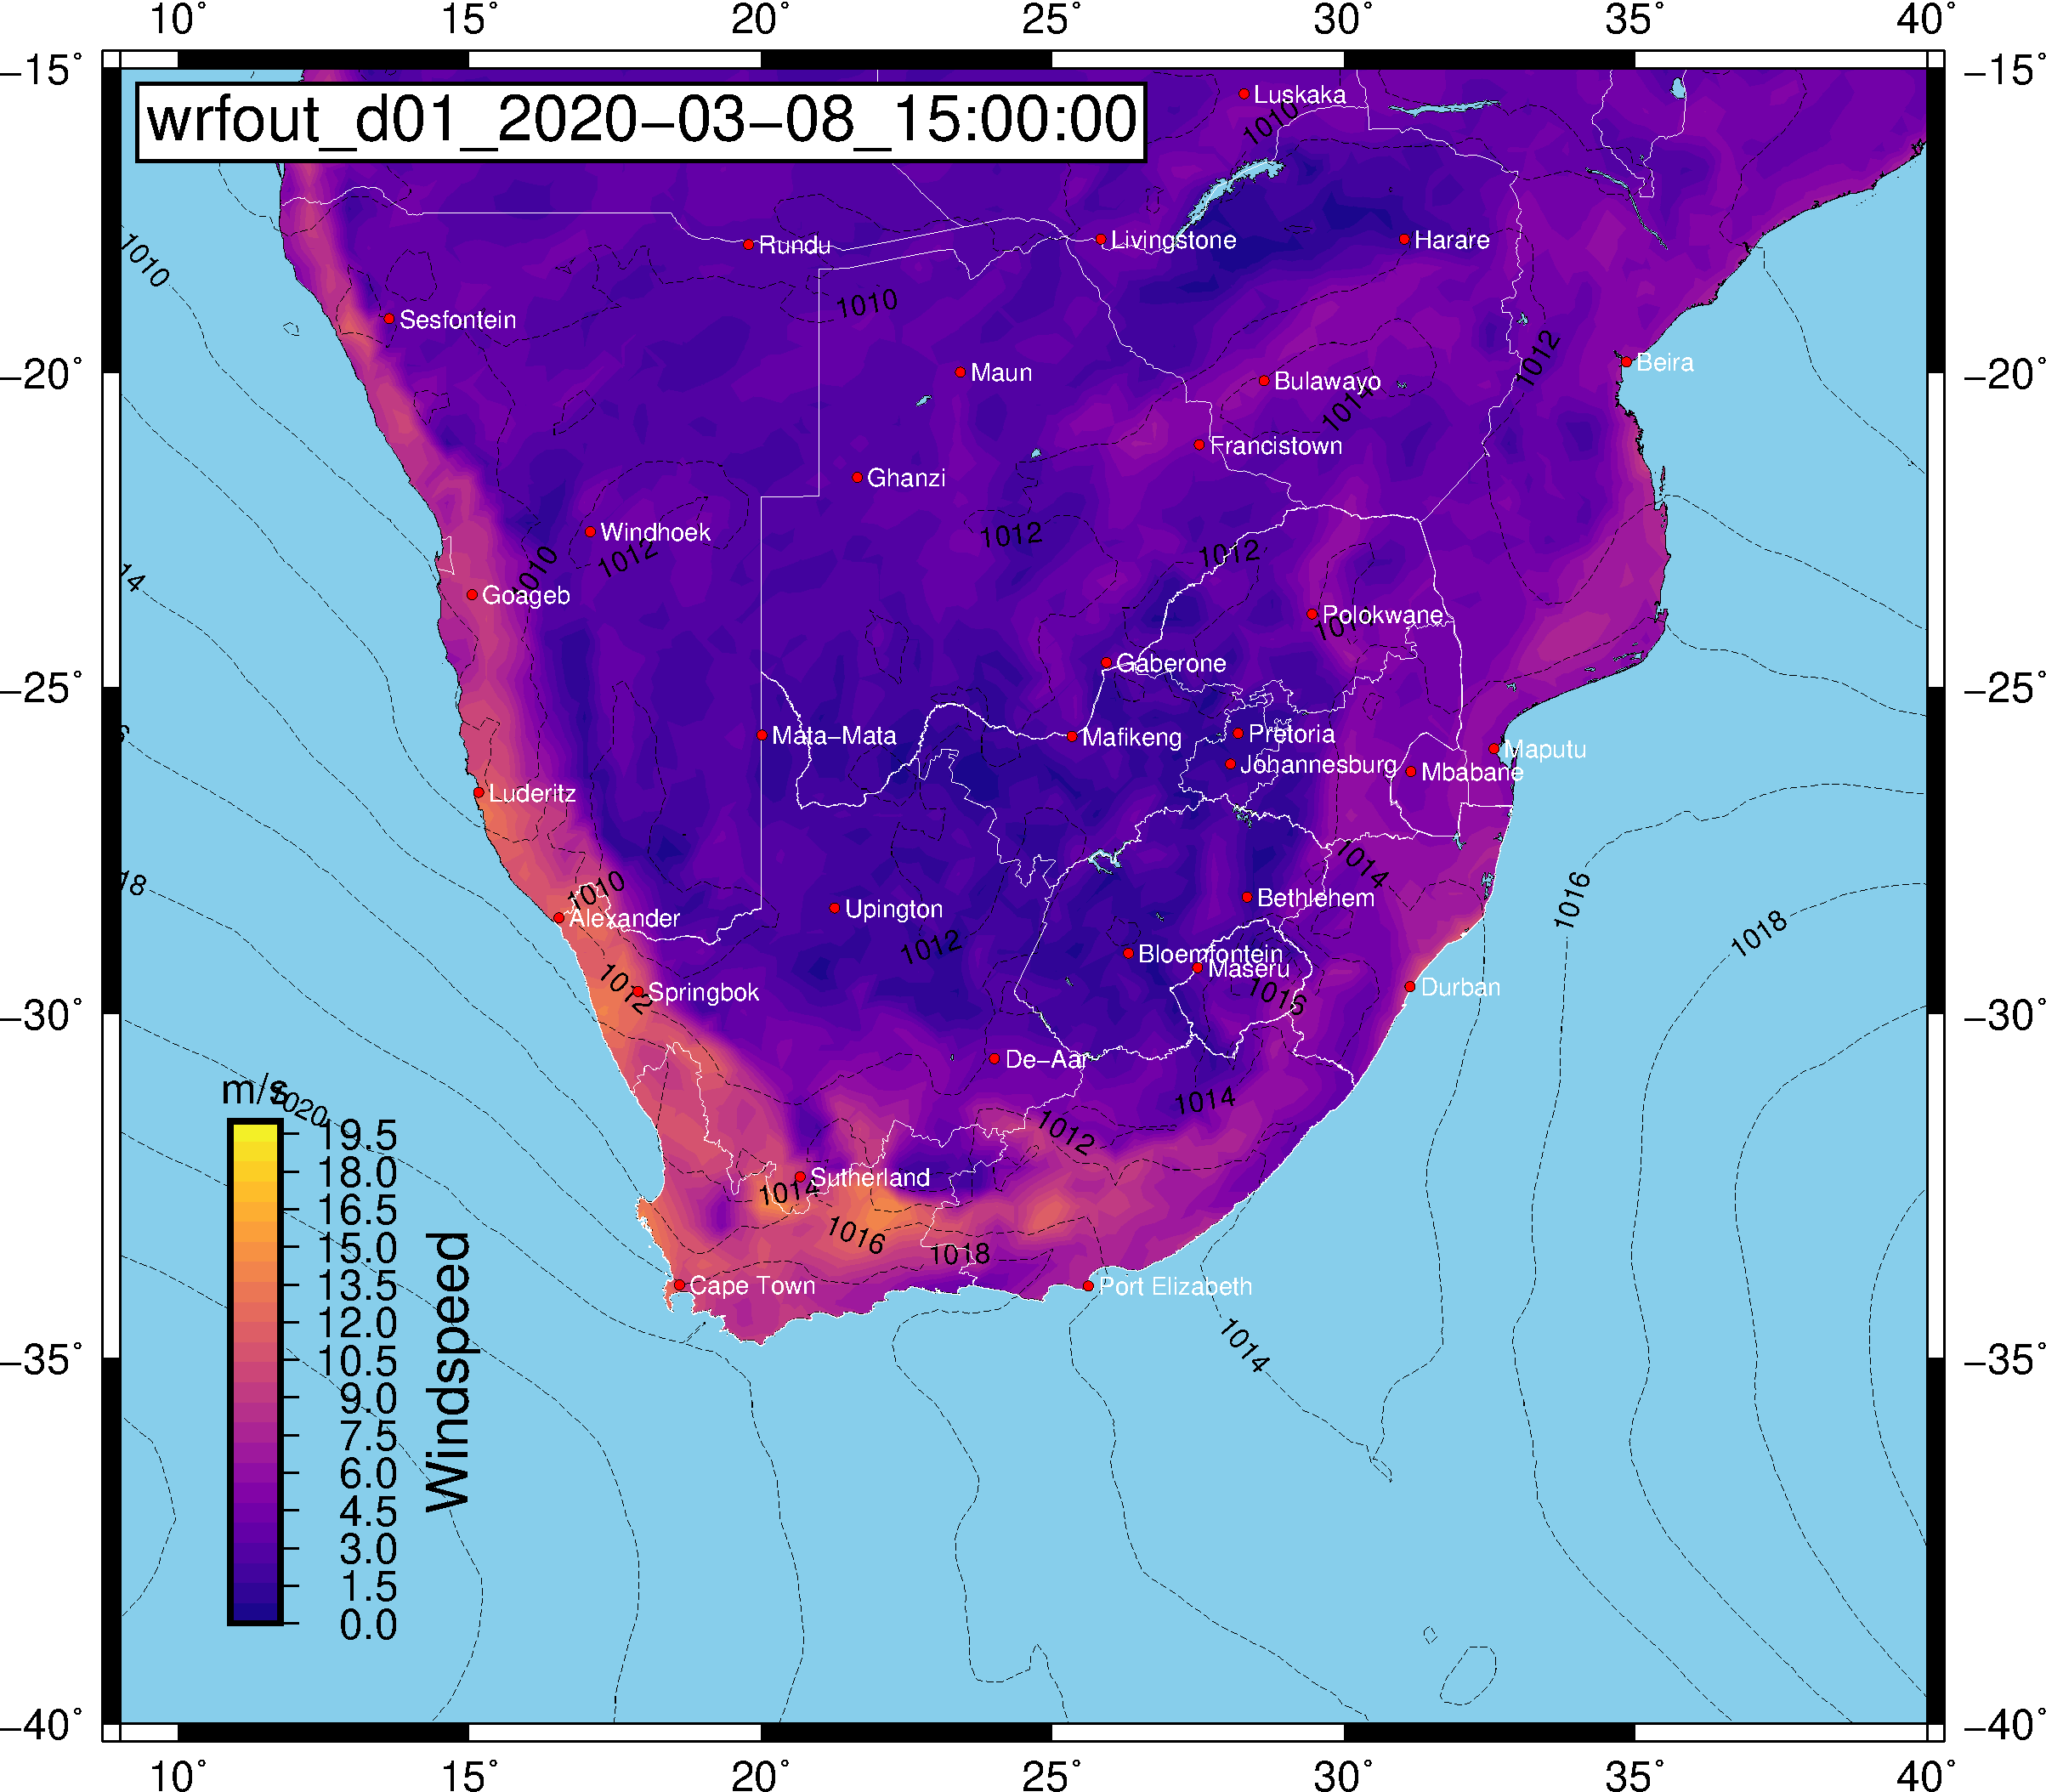 10° 15° 20° 25° 30° 35° 40°
−15° −15°
wrfout_d01_2020−03−08_15:00:00
Luskaka
1010
Rundu
Livingstone
Harare
1010
1010
Sesfontein
1012
Beira
−20° −20°
Maun
Bulawayo
1014
Francistown
Ghanzi
Windhoek
1012
1012
1012
1010
14
Goageb
Polokwane
Gaberone
−25° −25°
Mata−Mata
Mafikeng
Pretoria
Johannesburg
Mbabane
Maputu
Luderitz
1014
18
1010
Alexander
Upington
Bethlehem
1016
1018
1012
Bloemfontein
Maseru
1012
Springbok
1016
Durban
−30° −30°
De−Aar
m/s
1020
1014
1012
19.5
18.0
16.5
15.0
13.5
12.0
10.5
9.0
7.5
6.0
4.5
3.0
1.5
0.0
Windspeed
Sutherland
1014
1016
1018
Cape Town
Port Elizabeth
1014
−35° −35°
−40° −40°
10° 15° 20° 25° 30° 35° 40°